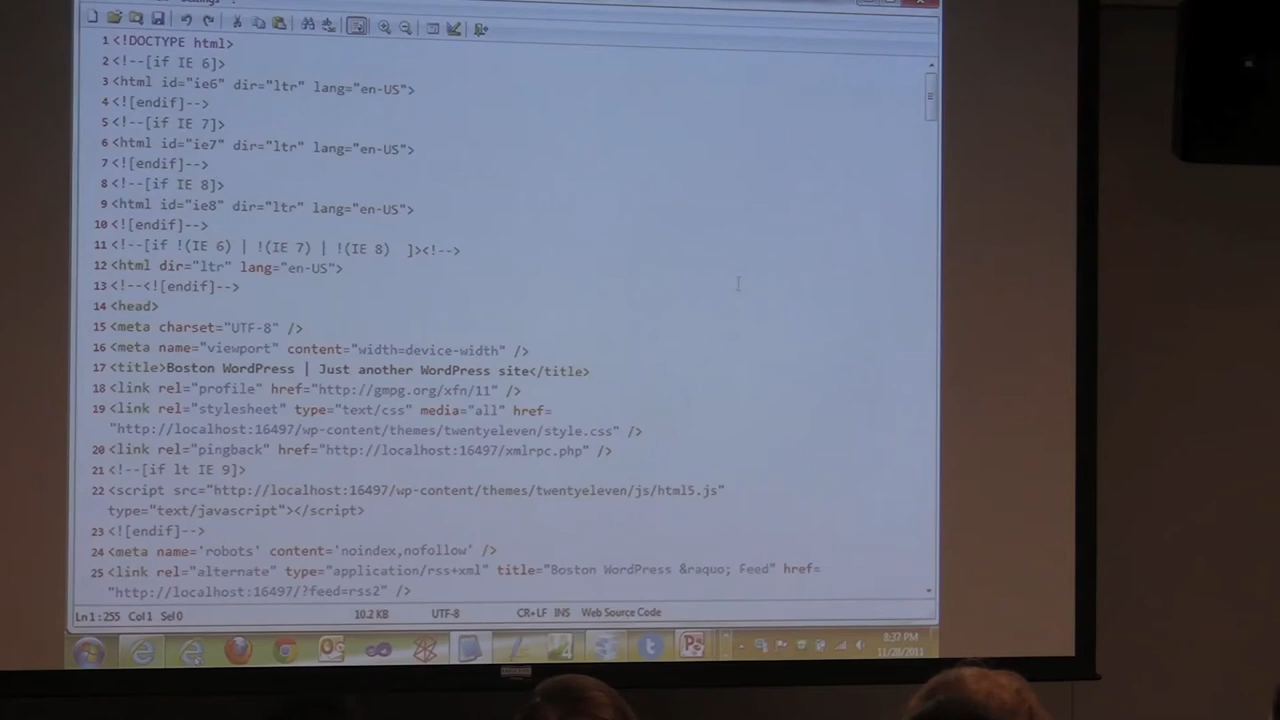 1 <!DOCTYPE html>
2 <!--[if IE 6]>
3 <html id="ie6" dir="ltr" lang="en-US">
4 <![endif]-->
5 <!--[if IE 7]>
6 <html id="ie7" dir="ltr" lang="en-US">
7 <![endif]-->
8 <!--[if IE 8]>
9 <html id="ie8" dir="ltr" lang="en-US">
10 <![endif]-->
11 <!--[if !(IE 6) | !(IE 7) | !(IE 8)  ]><!-->
12 <html dir="ltr" lang="en-US">
13 <!--<![endif]-->
14 <head>
15 <meta charset="UTF-8" />
16 <meta name="viewport" content="width=device-width" />
17 <title>Boston WordPress | Just another WordPress site</title>
18 <link rel="profile" href="http://gmpg.org/xfn/11" />
19 <link rel="stylesheet" type="text/css" media="all" href=
"http://localhost:16497/wp-content/themes/twentyeleven/style.css" />
20 <link rel="pingback" href="http://localhost:16497/xmlrpc.php" />
21 <!--[if lt IE 9]>
22 <script src="http://localhost:16497/wp-content/themes/twentyeleven/js/html5.js"
type="text/javascript"></script>
23 <![endif]-->
24 <meta name='robots' content='noindex,nofollow' />
25 <link rel="alternate" type="application/rss+xml" title="Boston WordPress &raquo; Feed" href=
"http://localhost:16497/?feed=rss2" />
Ln 1 : 255 Col 1 Sel 0 10.2 KB UTF-8 CR+LF INS Web Source Code
8:37 PM
11/28/2011